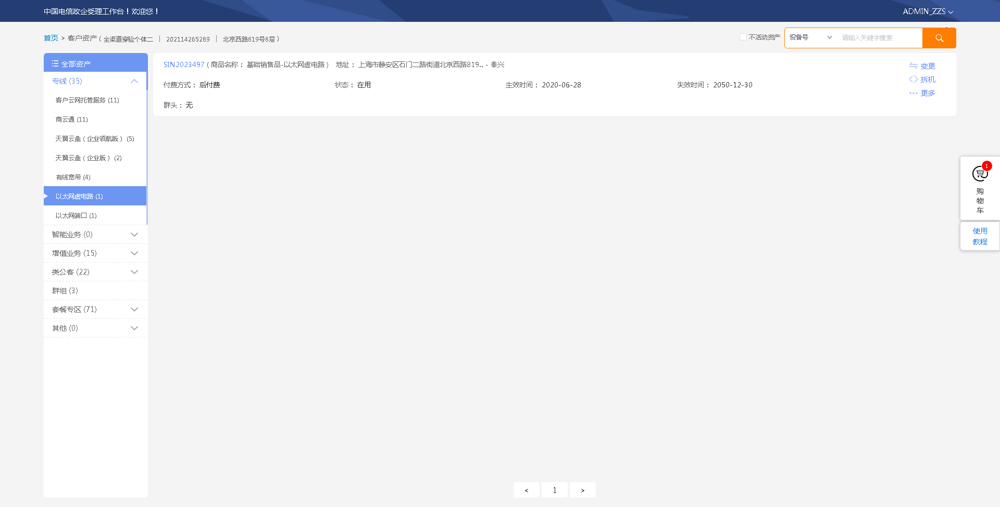 中国电信政企受理工作台！欢迎您！
ADMIN_ZZS
首页 > 客户资产（全渠道穿验个体二 | 202114265289 | 北京西路819号8层）
不活动资产
设备号
请输入关键字搜索
全部资产
专线 (35)
客户云网托管服务 (11)
商云通 (11)
天翼云盘（企业领航版） (5)
天翼云盘（企业版） (2)
有线宽带 (4)
以太网虚电路 (1)
以太网端口 (1)
智能业务 (0)
增值业务 (15)
类公客 (22)
群组 (3)
套餐专区 (71)
其他 (0)
SIN2023497（商品名称： 基础销售品-以太网虚电路） 地址： 上海市静安区石门二路街道北京西路819.. - 泰兴
付费方式： 后付费 状态： 在用 生效时间： 2020-06-28 失效时间： 2050-12-30
群头： 无
变更
拆机
更多
1
购
物
车
使用
教程
< 1 >